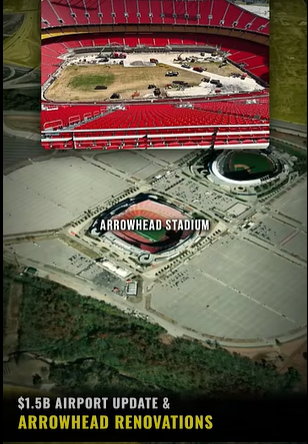 ARROWHEAD STADIUM
$1.5B AIRPORT UPDATE &
ARROWHEAD RENOVATIONS